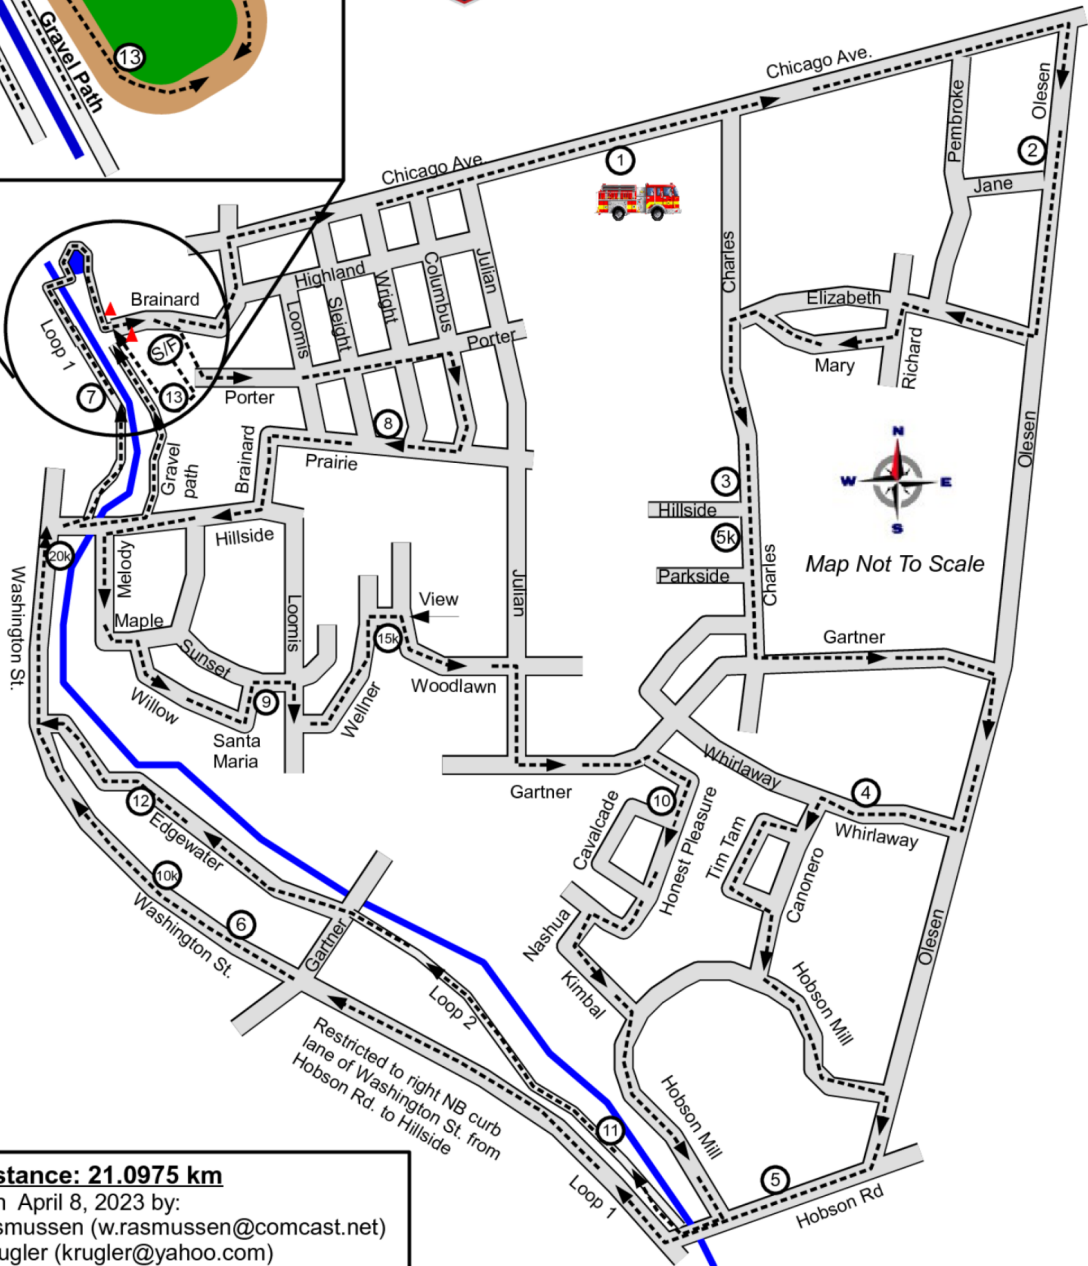 Gravel Path
13
Chicago Ave.
Chicago Ave.
1
Pembroke
Olesen
2
Jane
Highland
Loomis
Sleight
Wright
Columbus
Julian
Charles
Elizabeth
Mary
Richard
Brainard
Loop 1
S/F
Porter
7
13
Porter
8
Gravel
path
Brainard
Prairie
Olesen
N
W
E
S
3
Hillside
5k
Parkside
Charles
Map Not To Scale
Hillside
20k
Melody
Washington St.
Maple
Sunset
Loomis
View
15k
Julian
Gartner
Woodlawn
Willow
9
Santa
Maria
Wellner
Gartner
Whirlaway
4
Whirlaway
12
Edgewater
10
Cavalcade
Honest Pleasure
Tim Tam
Canonero
10k
6
Washington St.
Gartner
Nashua
Kimbal
Olesen
Loop 2
Hobson Mill
Restricted to right NB curb
lane of Washington St. from
Hobson Rd. to Hillside
11
Hobson Mill
5
Loop 1
Hobson Rd
stance: 21.0975 km
n April 8, 2023 by:
smussen (w.rasmussen@comcast.net)
ugler (krugler@yahoo.com)